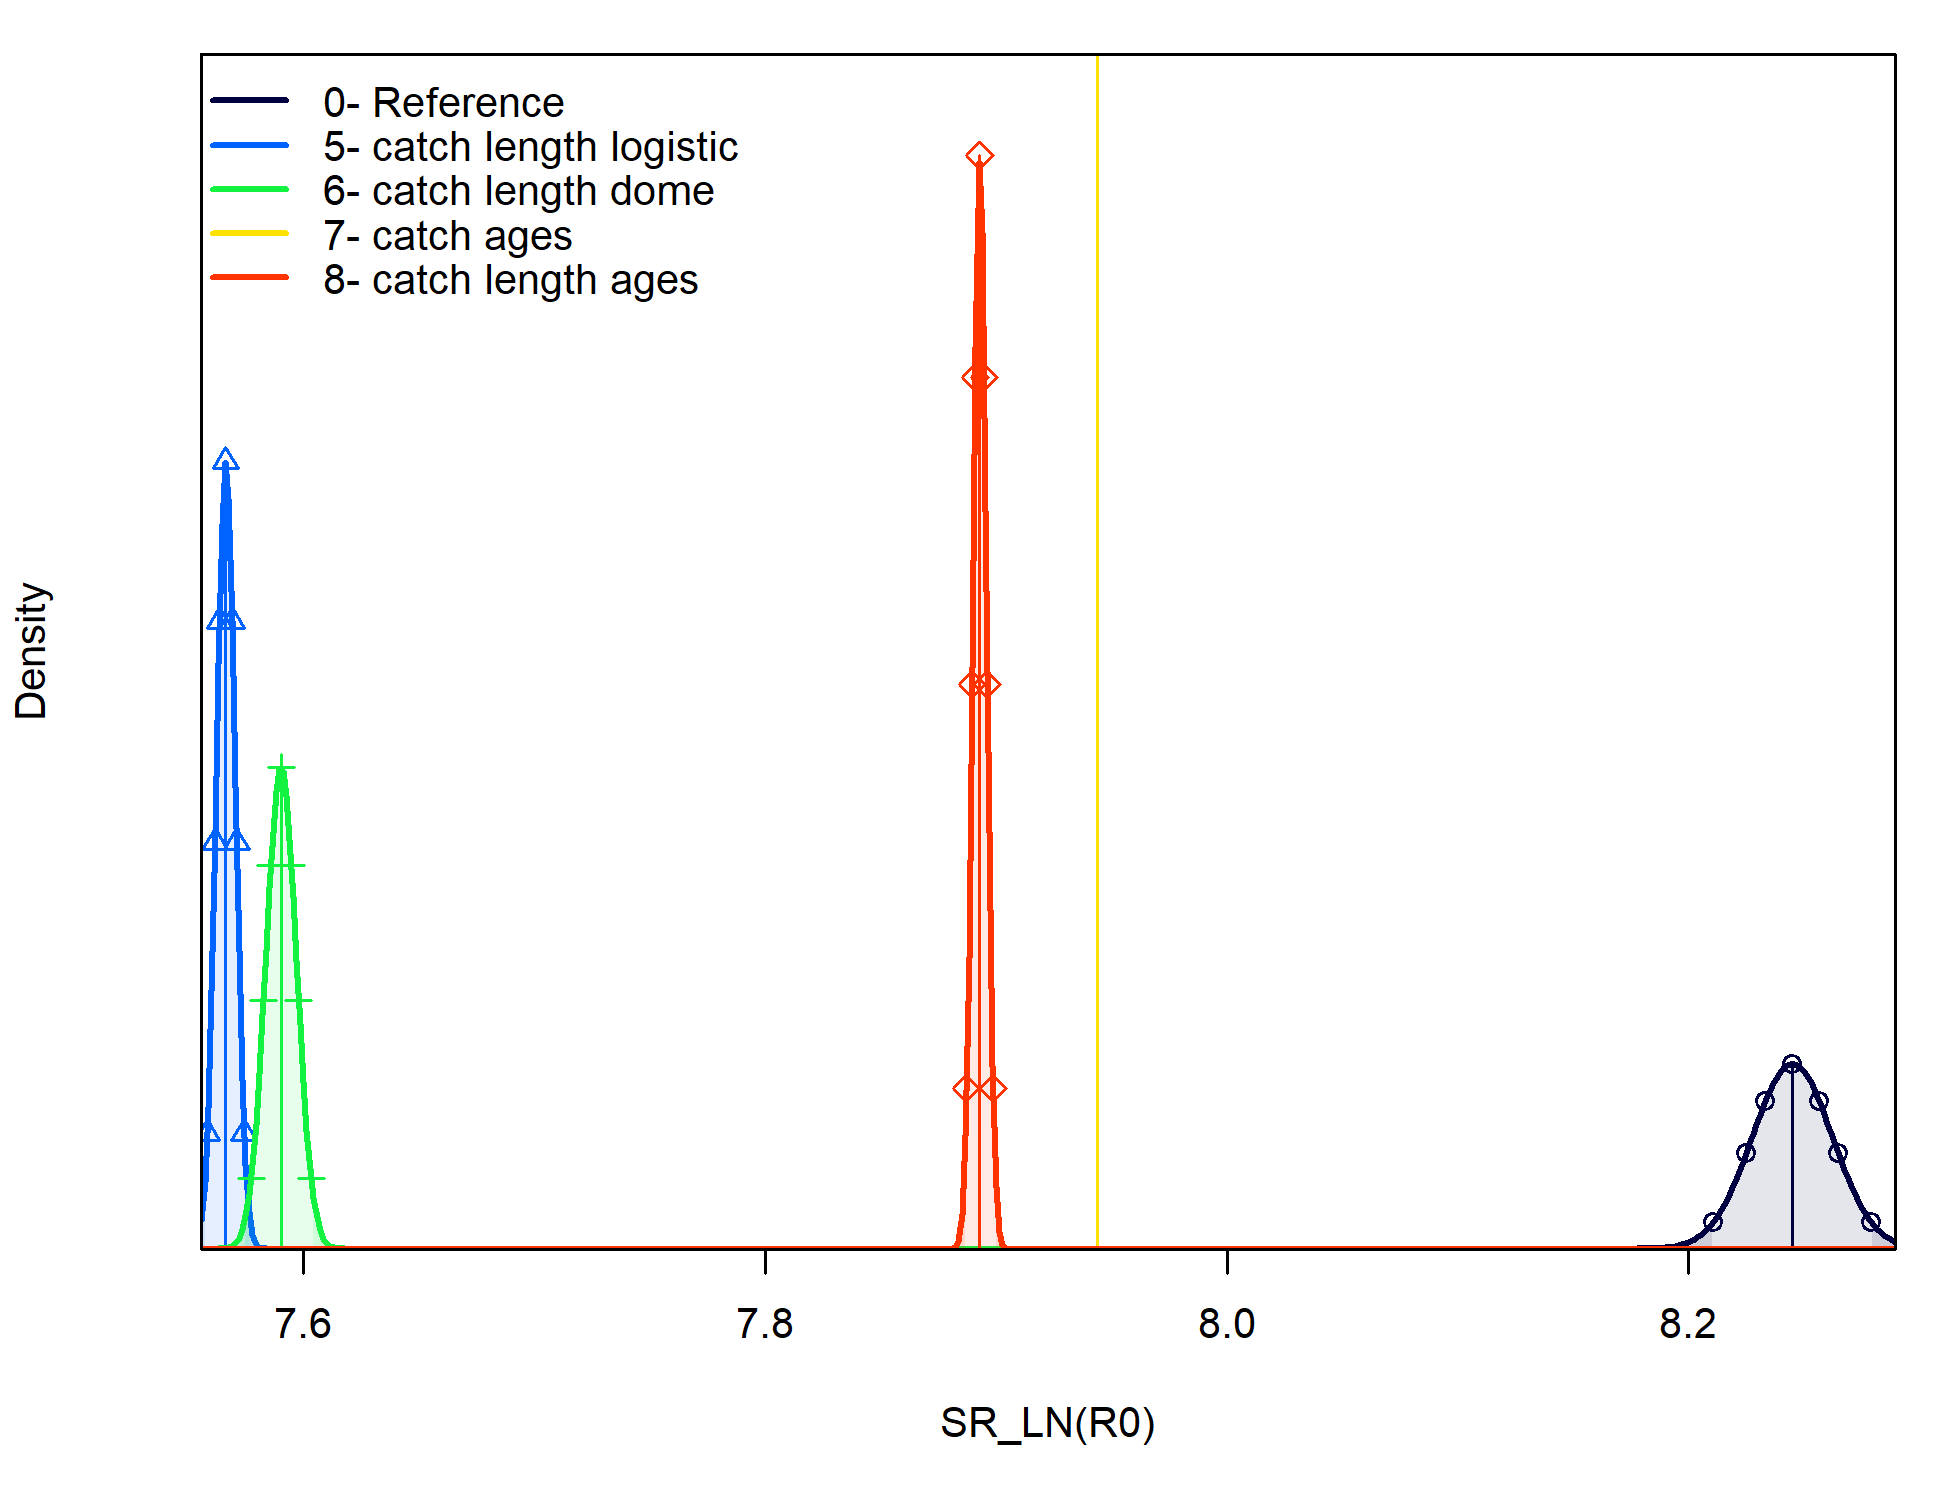 0- Reference
5- catch length logistic
6- catch length dome
7- catch ages
8- catch length ages
Density
7.6 7.8 8.0 8.2
SR_LN(R0)